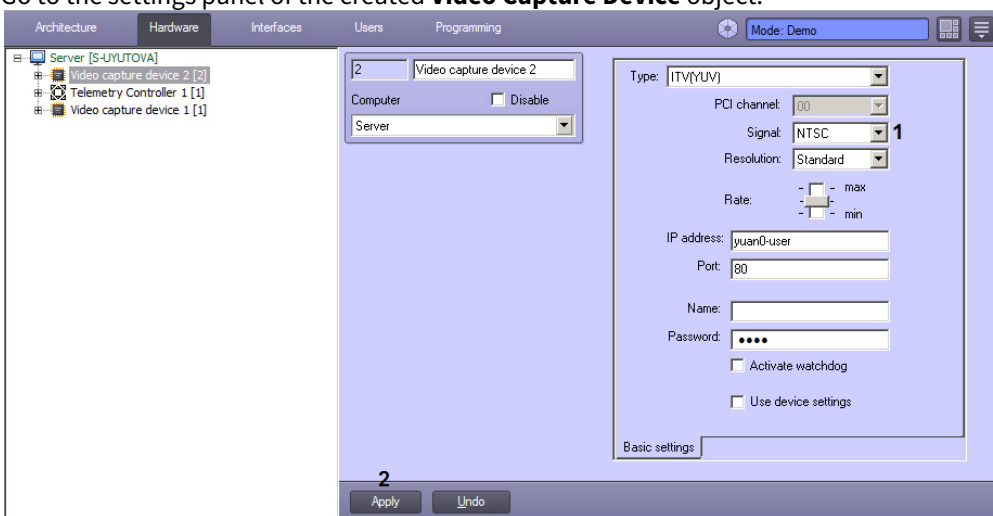 Go to the settings panel of the created Video Capture Device object.
Architecture Hardware Interfaces Users Programming Mode: Demo
Server [S-UYUTOVA]
Video capture device 2 [2]
Telemetry Controller 1 [1]
Video capture device 1 [1]
2 Video capture device 2
Computer Disable
Server
Type: ITV(YUV)
PCI channel: 00
Signal: NTSC 1
Resolution: Standard
Rate: max
min
IP address: yuan0-user
Port: 80
Name:
Password: ••••
Activate watchdog
Use device settings
Basic settings
2
Apply Undo